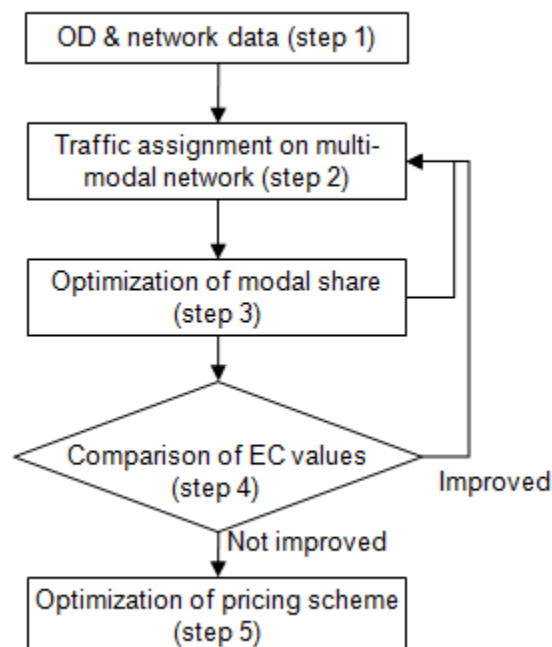 OD & network data (step 1)
Traffic assignment on multi-
modal network (step 2)
Optimization of modal share
(step 3)
Comparison of EC values
(step 4)
Improved
Not improved
Optimization of pricing scheme
(step 5)